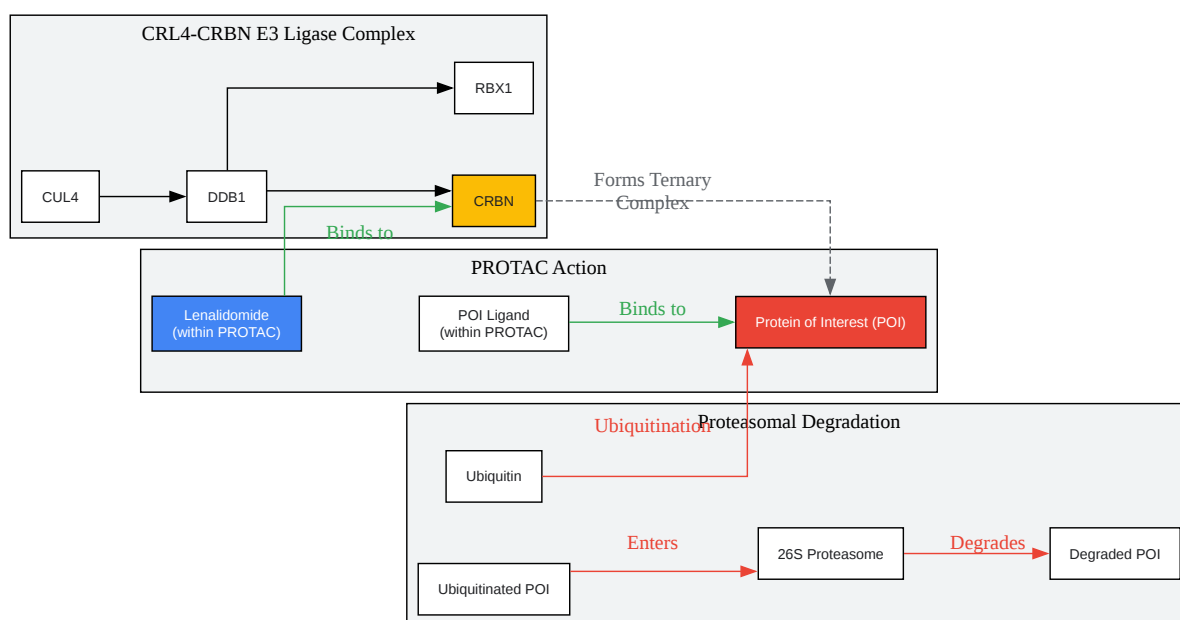 CRL4-CRBN E3 Ligase Complex
RBX1
CUL4
DDB1
CRBN
Forms Ternary
Complex
Binds to
PROTAC Action
Lenalidomide
(within PROTAC)
POI Ligand
(within PROTAC)
Binds to
Protein of Interest (POI)
Ubiquitination
Proteasomal Degradation
Ubiquitin
Enters
26S Proteasome
Degrades
Degraded POI
Ubiquitinated POI